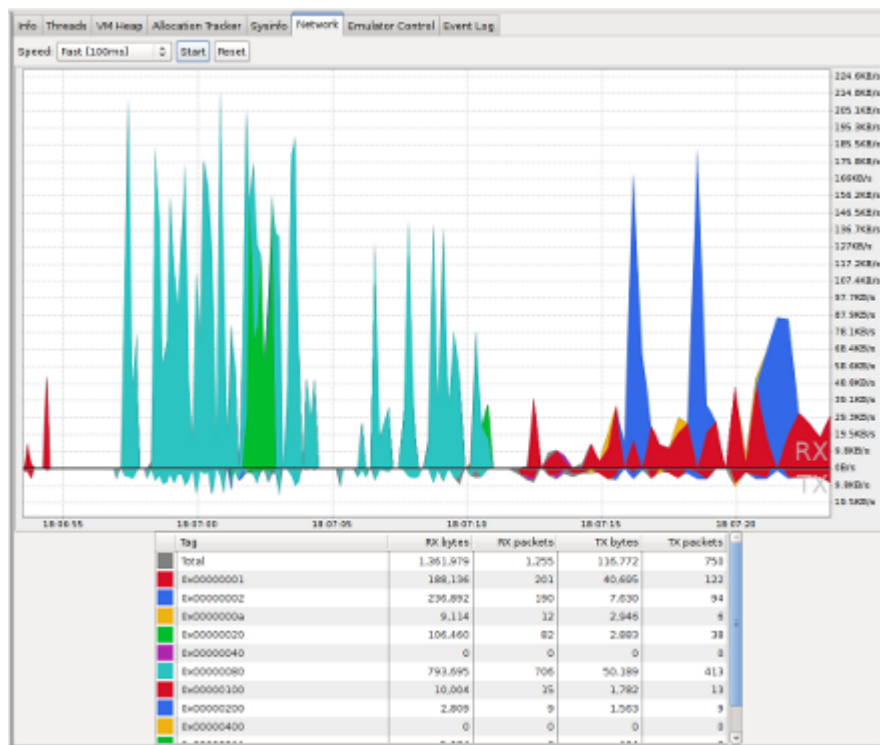 Info Threads VM Heap Allocation Tracker Sysinfo Network Emulator Control Event Log
Speed: Fast (100ms) Start Reset
224.6KB/s
214.8KB/s
205.1KB/s
195.3KB/s
185.5KB/s
175.8KB/s
166KB/s
156.2KB/s
146.5KB/s
136.7KB/s
127KB/s
117.2KB/s
107.4KB/s
97.7KB/s
87.9KB/s
78.1KB/s
68.4KB/s
58.6KB/s
48.8KB/s
39.1KB/s
29.3KB/s
19.5KB/s
9.8KB/s
RX
0B/s
TX
9.8KB/s
19.5KB/s
18:06:55 18:07:00 18:07:05 18:07:10 18:07:15 18:07:20
Tag RX bytes RX packets TX bytes TX packets
Total 1,361,979 1,255 116,772 750
0x00000001 188,136 201 40,695 122
0x00000002 236,892 190 7,630 94
0x0000000a 9,114 12 2,946 6
0x00000020 106,460 82 2,883 38
0x00000040 0 0 0 0
0x00000080 793,695 706 50,189 413
0x00000100 10,004 15 1,782 13
0x00000200 2,809 9 1,563 9
0x00000400 0 0 0 0